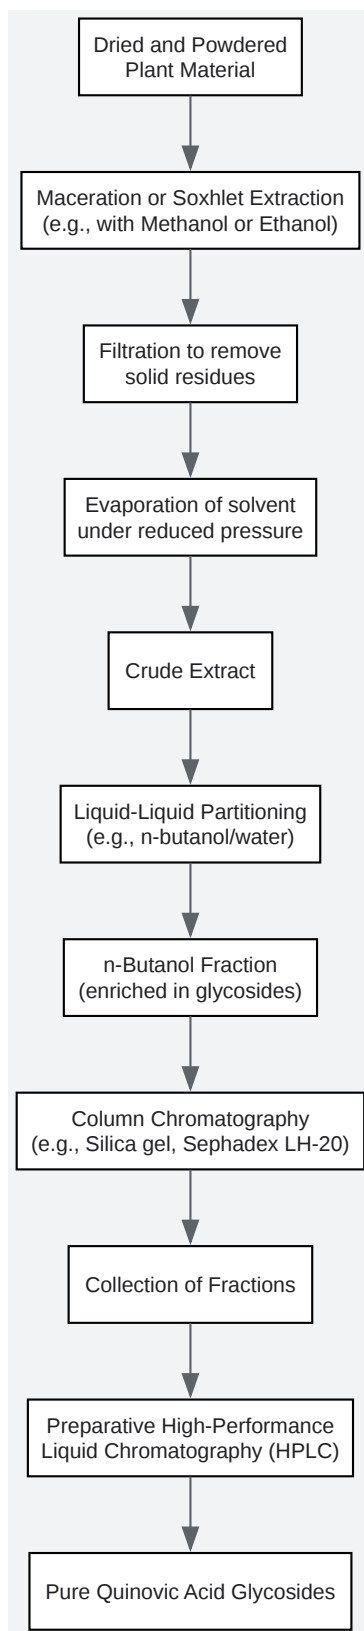 Dried and Powdered
Plant Material
Maceration or Soxhlet Extraction
(e.g., with Methanol or Ethanol)
Filtration to remove
solid residues
Evaporation of solvent
under reduced pressure
Crude Extract
Liquid-Liquid Partitioning
(e.g., n-butanol/water)
n-Butanol Fraction
(enriched in glycosides)
Column Chromatography
(e.g., Silica gel, Sephadex LH-20)
Collection of Fractions
Preparative High-Performance
Liquid Chromatography (HPLC)
Pure Quinovic Acid Glycosides